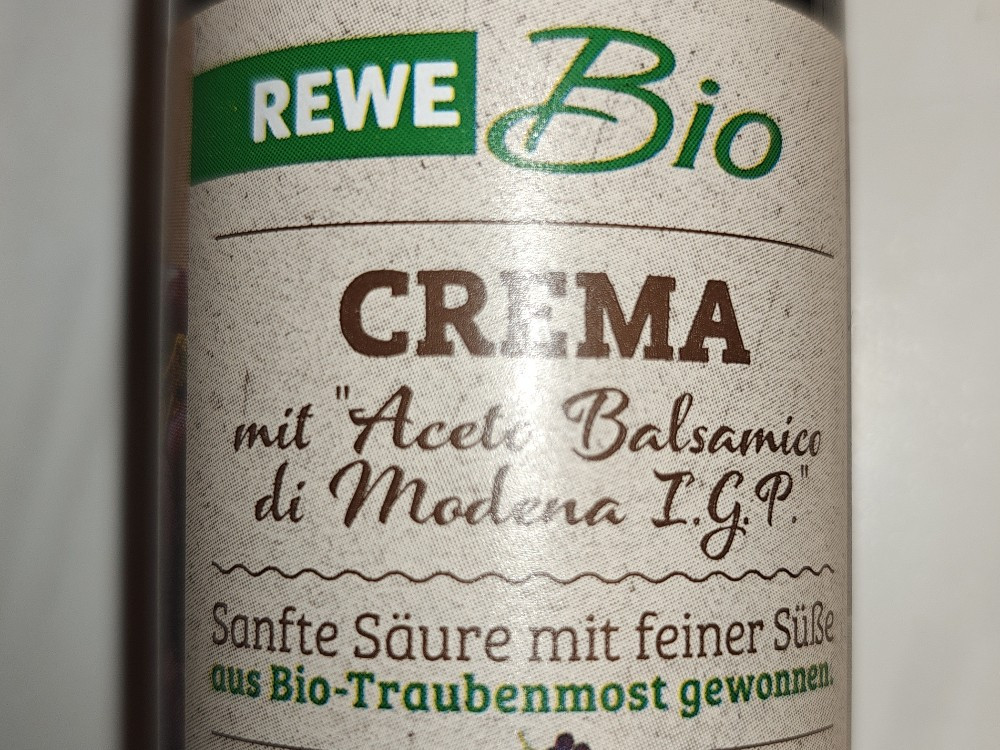 REWE Bio
CREMA
mit "Aceto Balsamico
di Modena I.G.P."
Sanfte Säure mit feiner Süße
aus Bio-Traubenmost gewonnen.